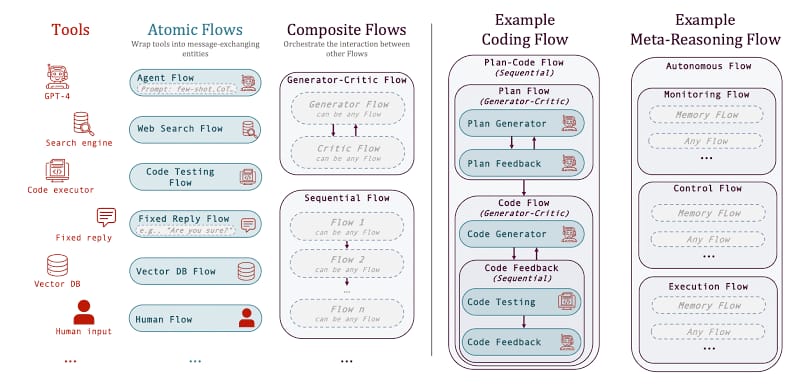 Tools
GPT-4
Search engine
Code executor
Fixed reply
Vector DB
Human input
...
Atomic Flows
Wrap tools into message-exchanging
entities
Agent Flow
Prompt: few-shot,CoT…
Web Search Flow
Code Testing
Flow
Fixed Reply Flow
e.g., "Are you sure?"
Vector DB Flow
Human Flow
...
Composite Flows
Orchestrate the interaction between
other Flows
Generator-Critic Flow
Generator Flow
can be any Flow
Critic Flow
can be any Flow
Sequential Flow
Flow 1
can be any Flow
Flow 2
can be any Flow
...
Flow n
can be any Flow
...
Example
Coding Flow
Plan-Code Flow
(Sequential)
Plan Flow
(Generator-Critic)
Plan Generator
Plan Feedback
Code Flow
(Generator-Critic)
Code Generator
Code Feedback
(Sequential)
Code Testing
Code Feedback
Example
Meta-Reasoning Flow
Autonomous Flow
Monitoring Flow
Memory FLow
Any Flow
...
Control Flow
Memory FLow
Any Flow
...
Execution Flow
Memory FLow
Any Flow
...